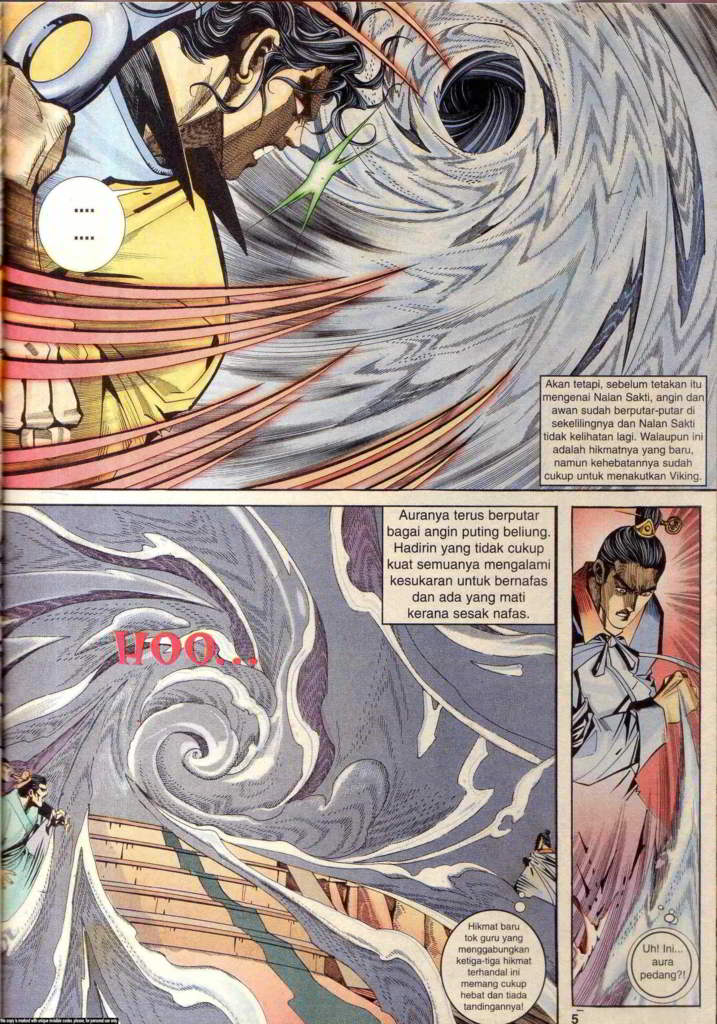 ....
....
Akan tetapi, sebelum tetakan itu
mengenai Nalan Sakti, angin dan
awan sudah berputar-putar di
sekelilingnya dan Nalan Sakti
tidak kelihatan lagi. Walaupun ini
adalah hikmatnya yang baru,
namun kehebatannya sudah
cukup untuk menakutkan Viking.
Auranya terus berputar
bagai angin puting beliung.
Hadirin yang tidak cukup
kuat semuanya mengalami
kesukaran untuk bernafas
dan ada yang mati
kerana sesak nafas.
WOO...
Hikmat baru
tok guru yang
menggabungkan
ketiga-tiga hikmat
terhandal ini
memang cukup
hebat dan tiada
tandingannya!
Uh! Ini...
aura
pedang?!
5